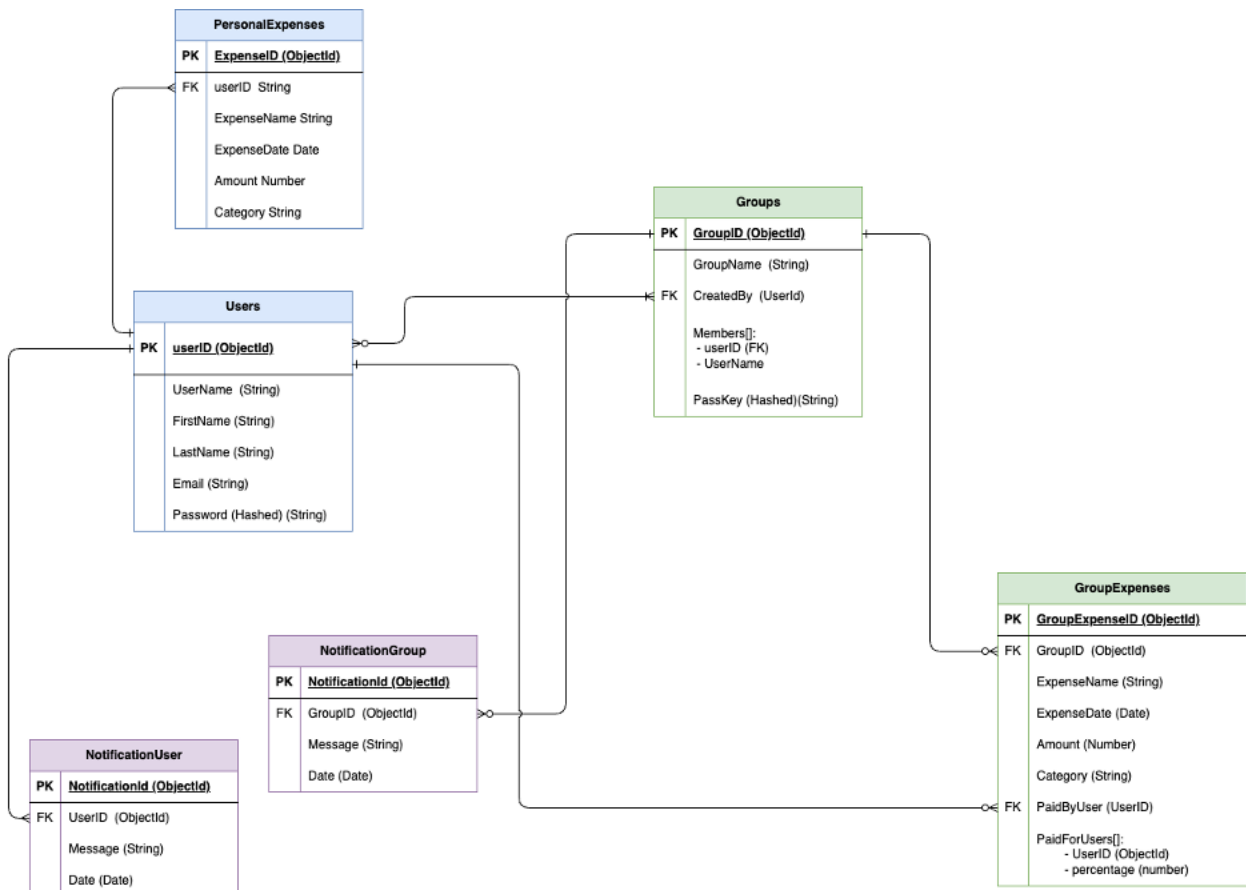 PersonalExpenses
PK ExpenseID (ObjectId)
FK userID String
ExpenseName String
ExpenseDate Date
Amount Number
Category String
Groups
PK GroupID (ObjectId)
GroupName (String)
FK CreatedBy (UserId)
Members[]:
- userID (FK)
- UserName
PassKey (Hashed)(String)
Users
PK userID (ObjectId)
UserName (String)
FirstName (String)
LastName (String)
Email (String)
Password (Hashed) (String)
GroupExpenses
PK GroupExpenseID (ObjectId)
FK GroupID (ObjectId)
ExpenseName (String)
ExpenseDate (Date)
Amount (Number)
Category (String)
FK PaidByUser (UserID)
PaidForUsers[]:
- UserID (ObjectId)
- percentage (number)
NotificationGroup
PK NotificationId (ObjectId)
FK GroupID (ObjectId)
Message (String)
Date (Date)
NotificationUser
PK NotificationId (ObjectId)
FK UserID (ObjectId)
Message (String)
Date (Date)